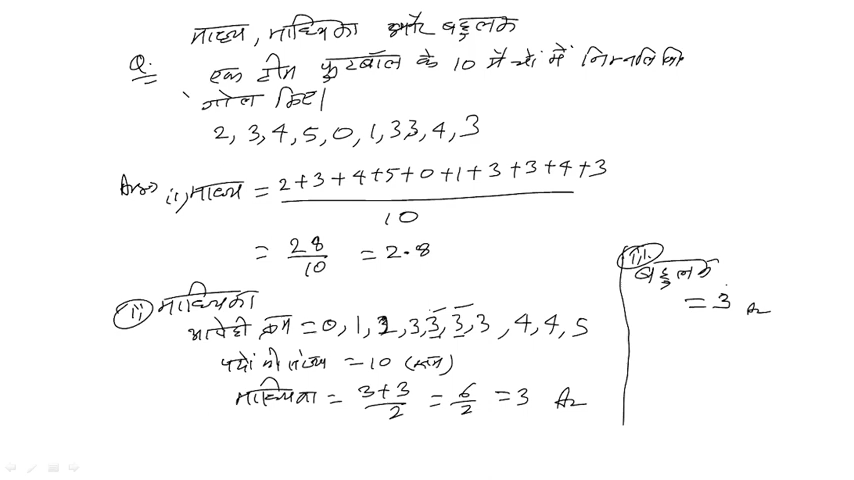 माध्य, माध्यिका और बहुलक
Q. एक टीम फुटबॉल के 10 मैचों में निम्नलिखि
गोल किए।
2, 3, 4, 5, 0, 1, 3 3, 4, 3
Ans (i) माध्य = 2+3+4+5+0+1+3+3+4+3
10
= 28/10 = 2.8
(ii) माध्यिका
आरोही क्रम = 0, 1, 2, 3, 3, 3, 3, 4, 4, 5
पदों की संख्या = 10 (सम)
माध्यिका = 3+3/2 = 6/2 = 3 Ans
(iii)
बहुलक
= 3 Ans